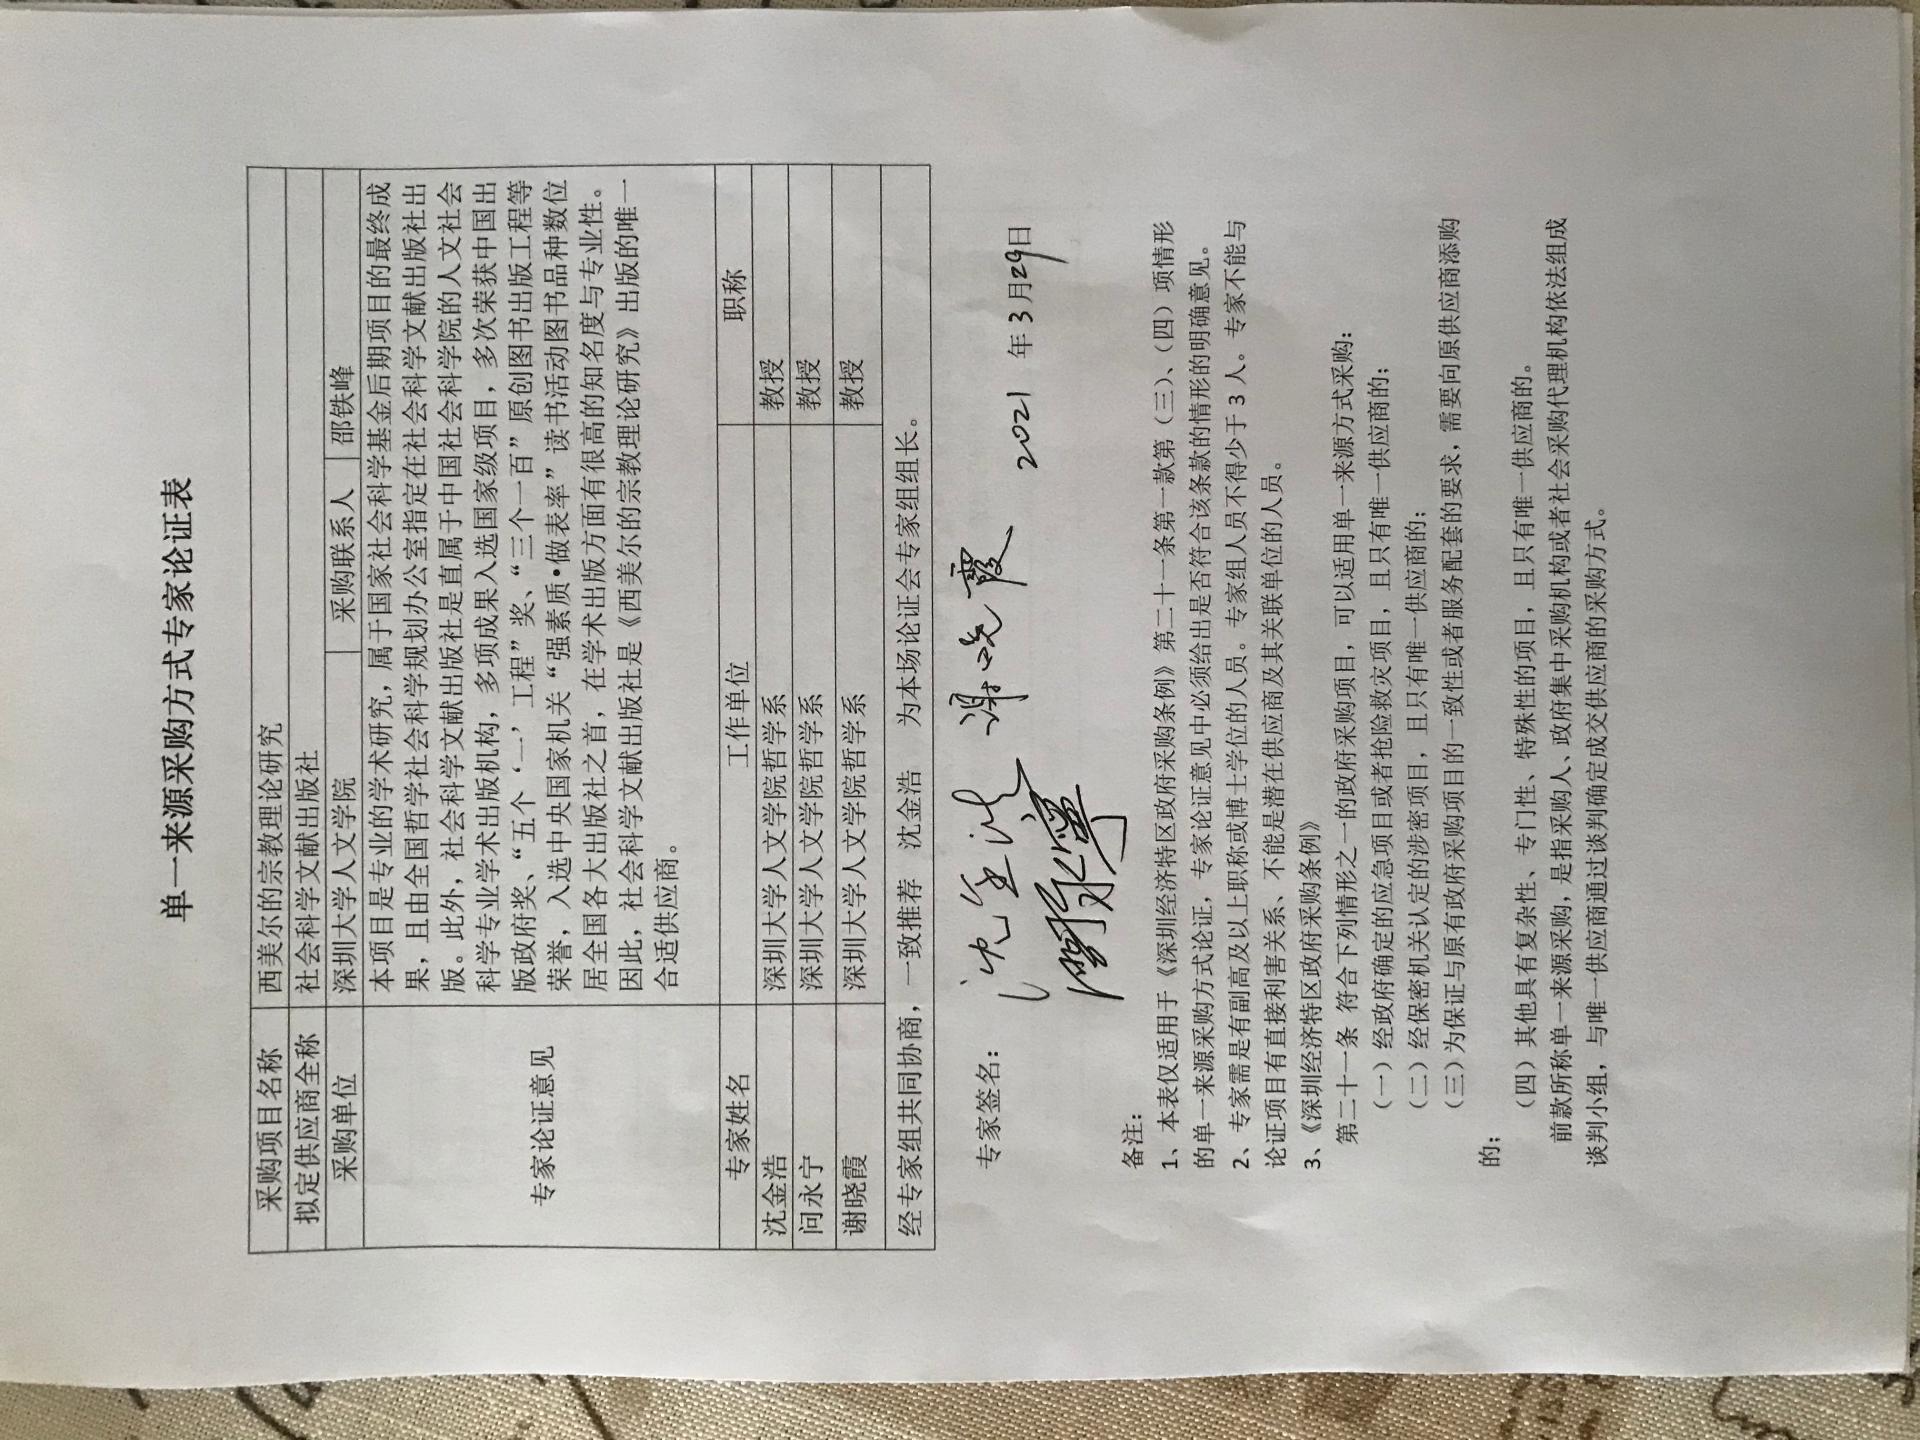 单一来源采购方式专家论证表
采购项目名称 西美尔的宗教理论研究
拟定供应商全称 社会科学文献出版社
采购单位 深圳大学人文学院 采购联系人 邵铁峰
专家论证意见
本项目是专业的学术研究，属于国家社会科学基金后期项目的最终成
果，且由全国哲学社会科学规划办公室指定在社会科学文献出版社出
版。此外，社会科学文献出版社是直属于中国社会科学院的人文社会
科学专业学术出版机构，多项成果入选国家级项目，多次荣获中国出
版政府奖、“五个‘一’工程”奖、“三个一百”原创图书出版工程等
荣誉，入选中央国家机关“强素质·做表率”读书活动图书品种数位
居全国各大出版社之首，在学术出版方面有很高的知名度与专业性。
因此，社会科学文献出版社是《西美尔的宗教理论研究》出版的唯一
合适供应商。
专家姓名 工作单位 职称
沈金浩 深圳大学人文学院哲学系 教授
问永宁 深圳大学人文学院哲学系 教授
谢晓霞 深圳大学人文学院哲学系 教授
经专家组共同协商，一致推荐 沈金浩 为本场论证会专家组组长。
专家签名： 沈金浩 谢晓霞 2021 年 3 月 29 日
问永宁
备注：
1、本表仅适用于《深圳经济特区政府采购条例》第二十一条第一款第（三）、（四）项情形
的单一来源采购方式论证，专家论证意见中必须给出是否符合该条款的情形的明确意见。
2、专家需是有副高及以上职称或博士学位的人员。专家组人员不得少于 3 人。专家不能与
论证项目有直接利害关系、不能是潜在供应商及其关联单位的人员。
3、《深圳经济特区政府采购条例》
第二十一条 符合下列情形之一的政府采购项目，可以适用单一来源方式采购：
（一）经政府确定的应急项目或者抢险救灾项目，且只有唯一供应商的；
（二）经保密机关认定的涉密项目，且只有唯一供应商的；
（三）为保证与原有政府采购项目的一致性或者服务配套的要求，需要向原供应商添购
的；
（四）其他具有复杂性、专门性、特殊性的项目，且只有唯一供应商的。
前款所称单一来源采购，是指采购人、政府集中采购机构或者社会采购代理机构依法组成
谈判小组，与唯一供应商通过谈判确定成交供应商的采购方式。